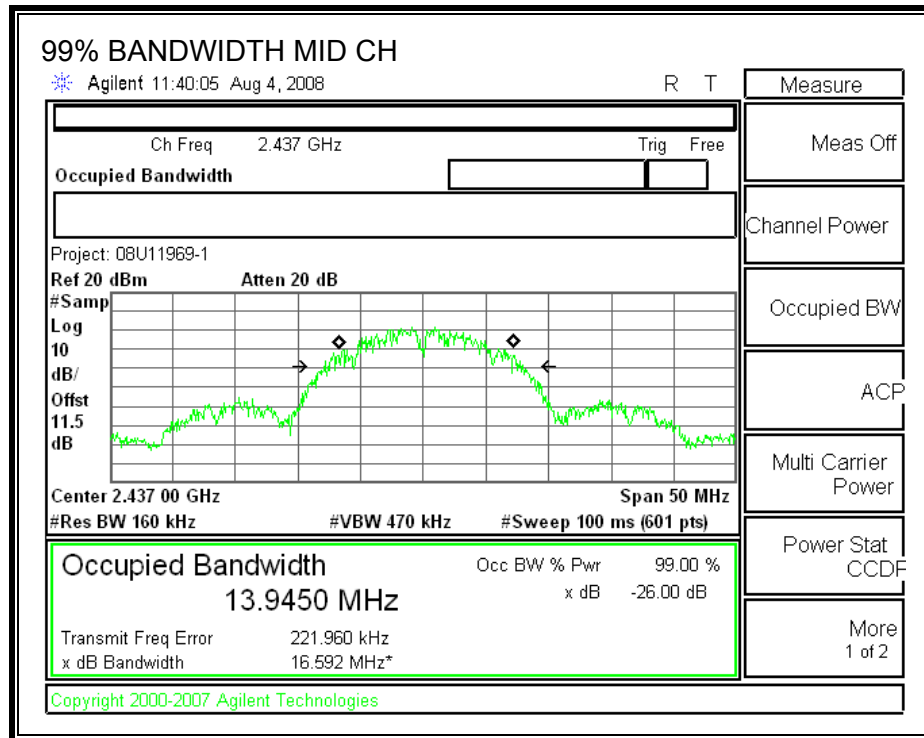 99% BANDWIDTH MID CH
Agilent 11:40:05 Aug 4, 2008 R T
Ch Freq 2.437 GHz Trig Free
Occupied Bandwidth
Project: 08U11969-1
Ref 20 dBm Atten 20 dB
#Samp
Log
10
dB/
Offst
11.5
dB
Center 2.437 00 GHz Span 50 MHz
#Res BW 160 kHz #VBW 470 kHz #Sweep 100 ms (601 pts)
Occupied Bandwidth Occ BW % Pwr 99.00 %
13.9450 MHz x dB -26.00 dB
Transmit Freq Error 221.960 kHz
x dB Bandwidth 16.592 MHz*
Copyright 2000-2007 Agilent Technologies
Measure
Meas Off
Channel Power
Occupied BW
ACP
Multi Carrier
Power
Power Stat
CCDF
More
1 of 2